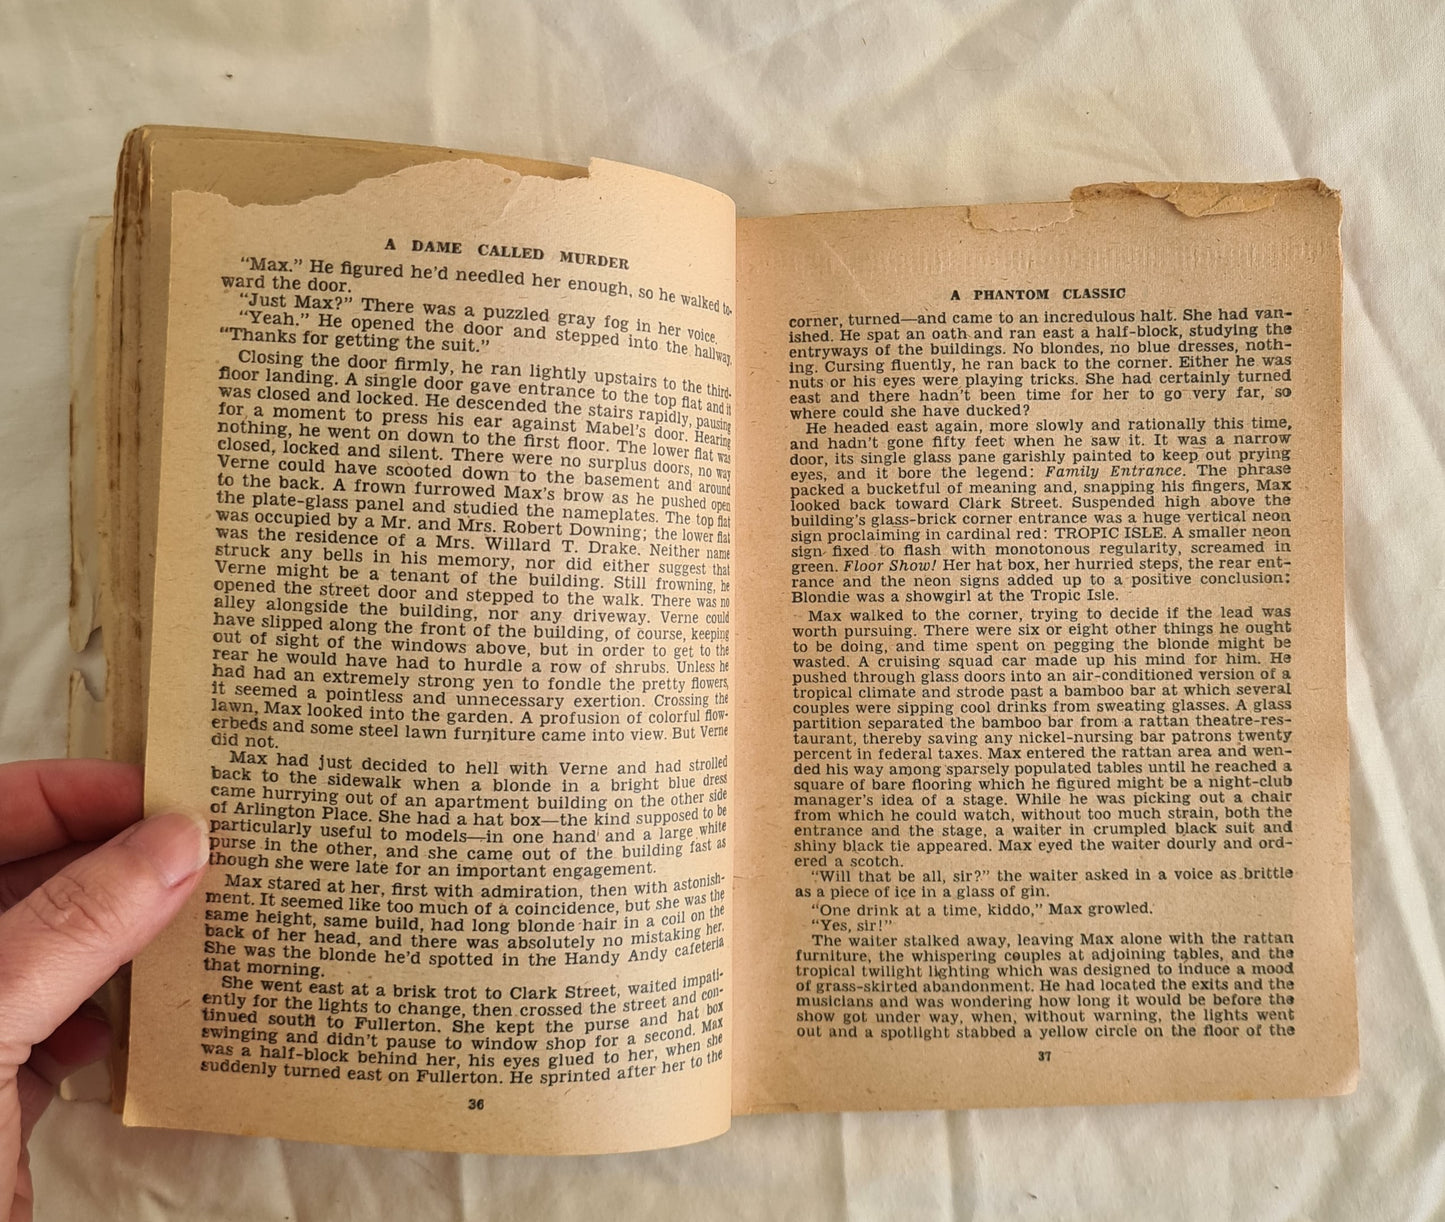 A DAME CALLED MURDER
“Max.” He figured he’d needled her enough, so he walked to-
ward the door.
“Just Max?” There was a puzzled gray fog in her voice.
“Yeah.” He opened the door and stepped into the hallway.
“Thanks for getting the suit.”
Closing the door firmly, he ran lightly upstairs to the third-
floor landing. A single door gave entrance to the top flat and it
was closed and locked. He descended the stairs rapidly, pausing
for a moment to press his ear against Mabel’s door. Hearing
nothing, he went on down to the first floor. The lower flat was
closed, locked and silent. There were no surplus doors, no way
Verne could have scooted down to the basement and around
to the back. A frown furrowed Max’s brow as he pushed open
the plate-glass panel and studied the nameplates. The top flat
was occupied by a Mr. and Mrs. Robert Downing; the lower flat
was the residence of a Mrs. Willard T. Drake. Neither name
struck any bells in his memory, nor did either suggest that
Verne might be a tenant of the building. Still frowning, he
opened the street door and stepped to the walk. There was no
alley alongside the building, nor any driveway. Verne could
have slipped along the front of the building, of course, keeping
out of sight of the windows above, but in order to get to the
rear he would have had to hurdle a row of shrubs. Unless he
had had an extremely strong yen to fondle the pretty flowers,
it seemed a pointless and unnecessary exertion. Crossing the
lawn, Max looked into the garden. A profusion of colorful flow-
erbeds and some steel lawn furniture came into view. But Verne
did not.
Max had just decided to hell with Verne and had strolled
back to the sidewalk when a blonde in a bright blue dress
came hurrying out of an apartment building on the other side
of Arlington Place. She had a hat box—the kind supposed to be
particularly useful to models—in one hand and a large white
purse in the other, and she came out of the building fast as
though she were late for an important engagement.
Max stared at her, first with admiration, then with astonish-
ment. It seemed like too much of a coincidence, but she was the
same height, same build, had long blonde hair in a coil on the
back of her head, and there was absolutely no mistaking her.
She was the blonde he’d spotted in the Handy Andy cafeteria
that morning.
She went east at a brisk trot to Clark Street, waited impati-
ently for the lights to change, then crossed the street and con-
tinued south to Fullerton. She kept the purse and hat box
swinging and didn’t pause to window shop for a second. Max
was a half-block behind her, his eyes glued to her, when she
suddenly turned east on Fullerton. He sprinted after her to the
36
A PHANTOM CLASSIC
corner, turned—and came to an incredulous halt. She had van-
ished. He spat an oath and ran east a half-block, studying the
entryways of the buildings. No blondes, no blue dresses, noth-
ing. Cursing fluently, he ran back to the corner. Either he was
nuts or his eyes were playing tricks. She had certainly turned
east and there hadn’t been time for her to go very far, so
where could she have ducked?
He headed east again, more slowly and rationally this time,
and hadn’t gone fifty feet when he saw it. It was a narrow
door, its single glass pane garishly painted to keep out prying
eyes, and it bore the legend: Family Entrance. The phrase
packed a bucketful of meaning and, snapping his fingers, Max
looked back toward Clark Street. Suspended high above the
building’s glass-brick corner entrance was a huge vertical neon
sign proclaiming in cardinal red: TROPIC ISLE. A smaller neon
sign fixed to flash with monotonous regularity, screamed in
green. Floor Show! Her hat box, her hurried steps, the rear ent-
rance and the neon signs added up to a positive conclusion:
Blondie was a showgirl at the Tropic Isle.
Max walked to the corner, trying to decide if the lead was
worth pursuing. There were six or eight other things he ought
to be doing, and time spent on pegging the blonde might be
wasted. A cruising squad car made up his mind for him. He
pushed through glass doors into an air-conditioned version of a
tropical climate and strode past a bamboo bar at which several
couples were sipping cool drinks from sweating glasses. A glass
partition separated the bamboo bar from a rattan theatre-res-
taurant, thereby saving any nickel-nursing bar patrons twenty
percent in federal taxes. Max entered the rattan area and wen-
ded his way among sparsely populated tables until he reached a
square of bare flooring which he figured might be a night-club
manager’s idea of a stage. While he was picking out a chair
from which he could watch, without too much strain, both the
entrance and the stage, a waiter in crumpled black suit and
shiny black tie appeared. Max eyed the waiter dourly and ord-
ered a scotch.
“Will that be all, sir?” the waiter asked in a voice as brittle
as a piece of ice in a glass of gin.
“One drink at a time, kiddo,” Max growled.
“Yes, sir!”
The waiter stalked away, leaving Max alone with the rattan
furniture, the whispering couples at adjoining tables, and the
tropical twilight lighting which was designed to induce a mood
of grass-skirted abandonment. He had located the exits and the
musicians and was wondering how long it would be before the
show got under way, when, without warning, the lights went
out and a spotlight stabbed a yellow circle on the floor of the
37